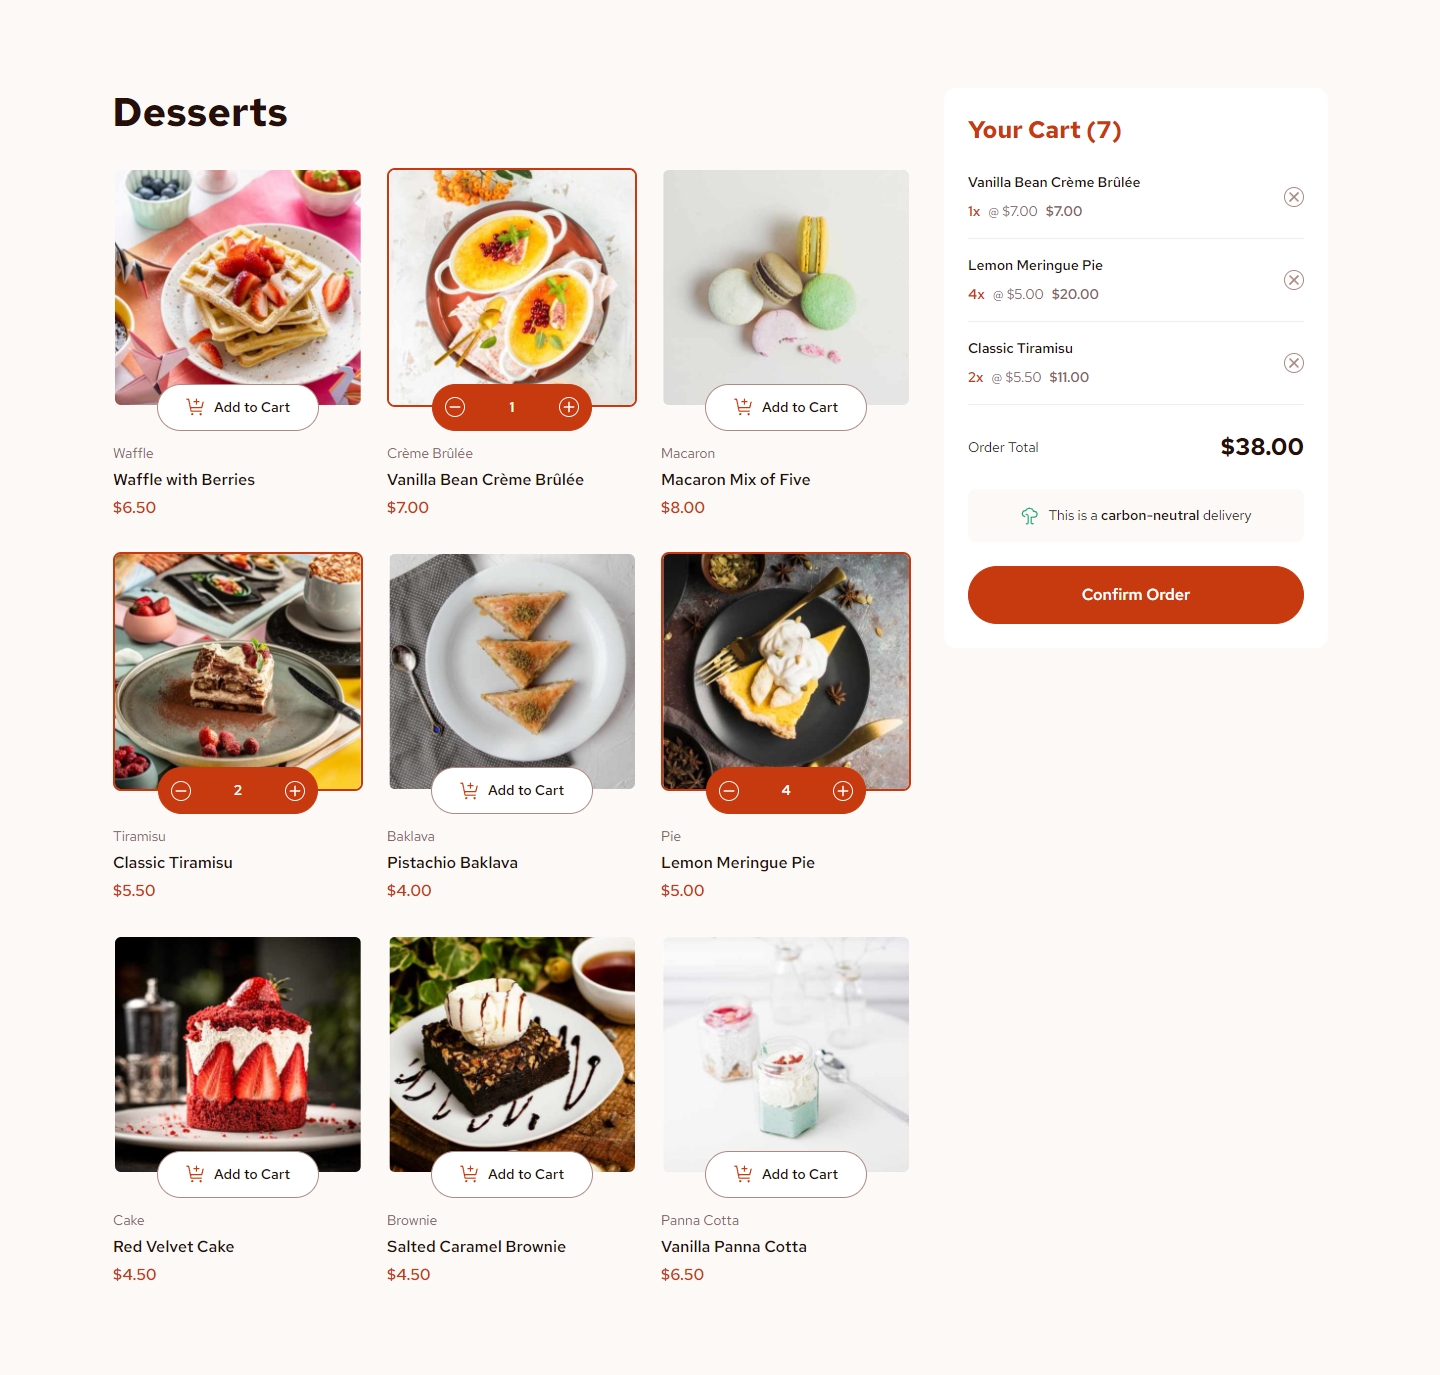 Desserts
Add to Cart
1
Add to Cart
Waffle
Waffle with Berries
$6.50
Crème Brûlée
Vanilla Bean Crème Brûlée
$7.00
Macaron
Macaron Mix of Five
$8.00
2
Add to Cart
4
Tiramisu
Classic Tiramisu
$5.50
Baklava
Pistachio Baklava
$4.00
Pie
Lemon Meringue Pie
$5.00
Add to Cart
Add to Cart
Add to Cart
Cake
Red Velvet Cake
$4.50
Brownie
Salted Caramel Brownie
$4.50
Panna Cotta
Vanilla Panna Cotta
$6.50
Your Cart (7)
Vanilla Bean Crème Brûlée
1x @ $7.00 $7.00
Lemon Meringue Pie
4x @ $5.00 $20.00
Classic Tiramisu
2x @ $5.50 $11.00
Order Total $38.00
This is a carbon-neutral delivery
Confirm Order